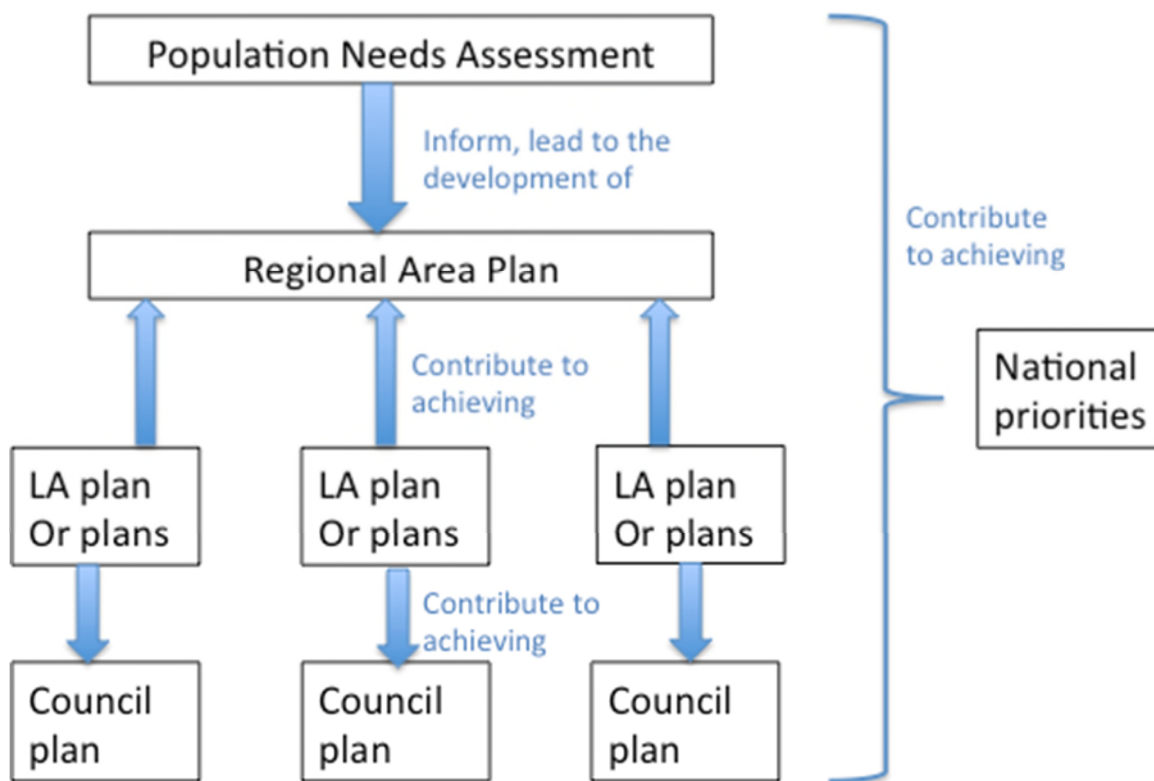 Population Needs Assessment
Inform, lead to the
development of
Contribute
to achieving
Regional Area Plan
National
priorities
Contribute to
achieving
LA plan
Or plans
LA plan
Or plans
LA plan
Or plans
Contribute to
achieving
Council
plan
Council
plan
Council
plan